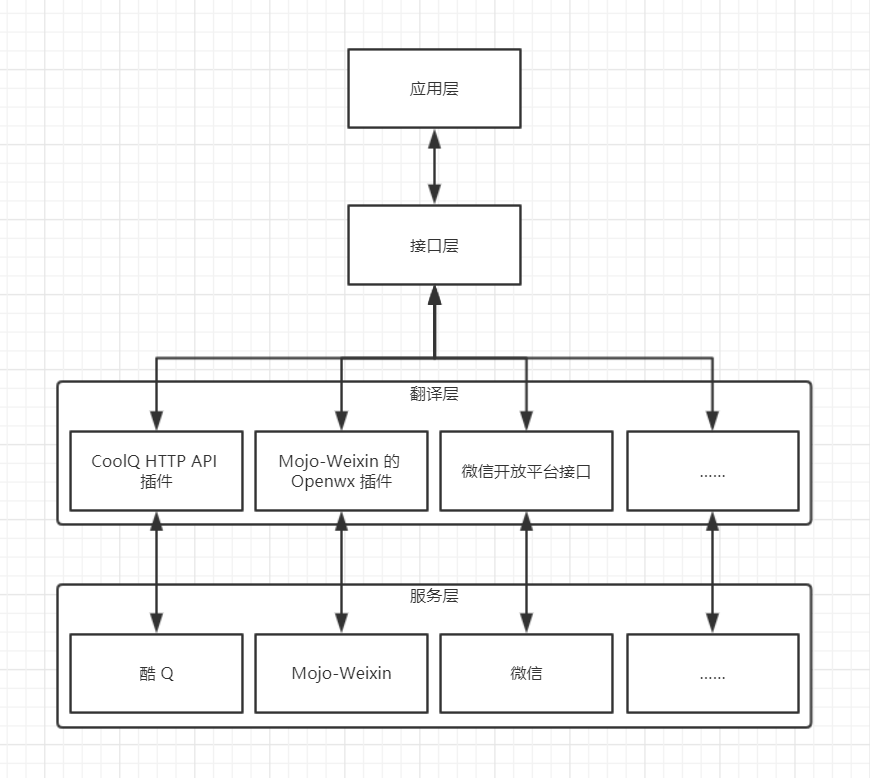 应用层
接口层
翻译层
CoolQ HTTP API
插件
Mojo-Weixin 的
Openwx 插件
微信开放平台接口
……
服务层
酷 Q
Mojo-Weixin
微信
……